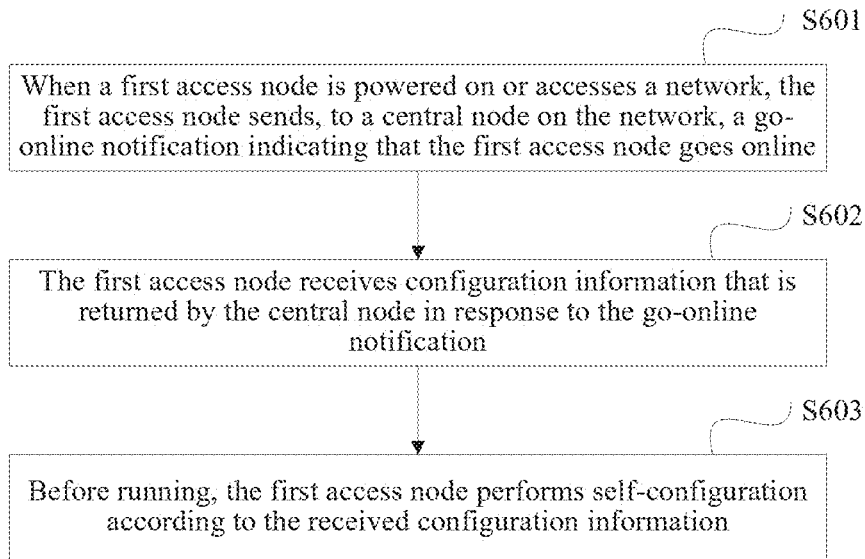 S601
When a first access node is powered on or accesses a network, the
first access node sends, to a central node on the network, a go-
online notification indicating that the first access node goes online
S602
The first access node receives configuration information that is
returned by the central node in response to the go-online
notification
S603
Before running, the first access node performs self-configuration
according to the received configuration information